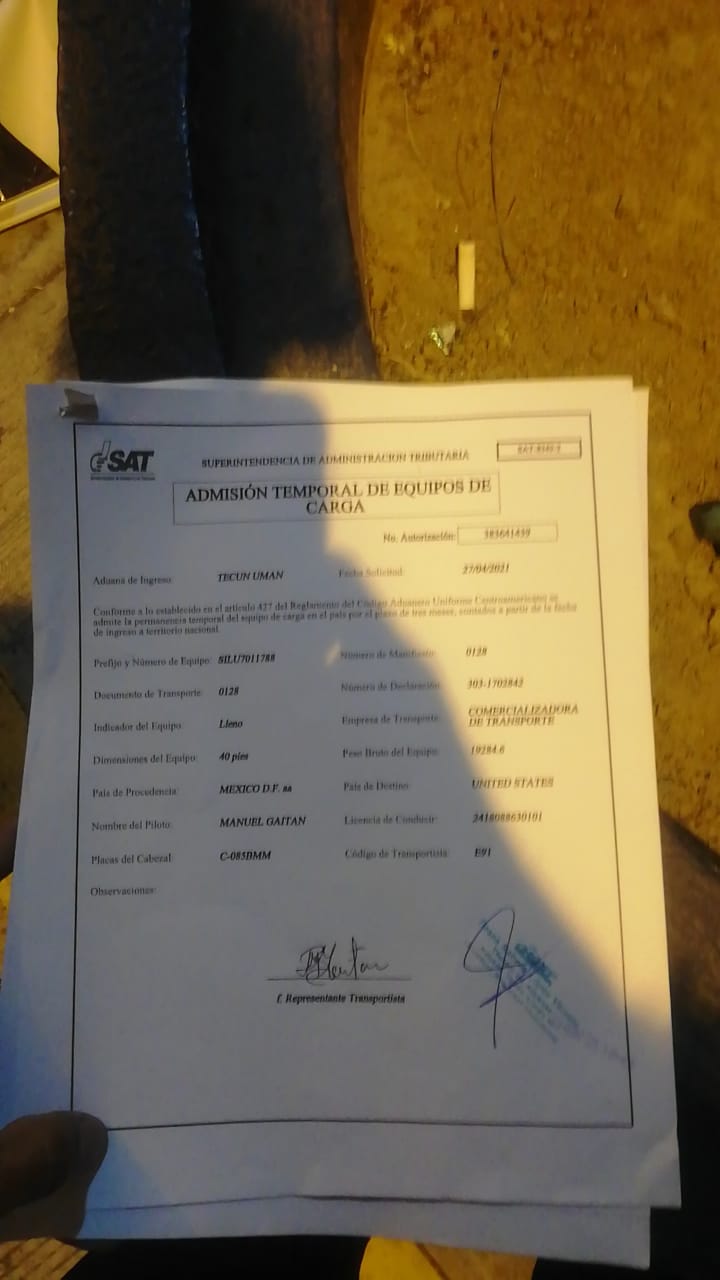 SAT
SUPERINTENDENCIA DE ADMINISTRACION TRIBUTARIA
ADMISIÓN TEMPORAL DE EQUIPOS DE
CARGA
No. Autorización: 383641439
Aduana de Ingreso: TECUN UMAN Fecha Solicitud: 27/04/2021
Conforme a lo establecido en el artículo 427 del Reglamento del Código Aduanero Uniforme Centroamericano se
admite la permanencia temporal del equipo de carga en el país por el plazo de tres meses, contados a partir de la fecha
de ingreso a territorio nacional.
Prefijo y Número de Equipo: SILU7011788 Número de Manifiesto: 0128
Documento de Transporte: 0128 Número de Declaración: 303-1702842
Indicador del Equipo: Lleno Empresa de Transporte: COMERCIALIZADORA
DE TRANSPORTE
Dimensiones del Equipo: 40 pies Peso Bruto del Equipo: 19284.6
País de Procedencia: MEXICO D.F. aa País de Destino: UNITED STATES
Nombre del Piloto: MANUEL GAITAN Licencia de Conducir: 2418088630101
Placas del Cabezal: C-085BMM Código de Transportista: E91
Observaciones:
f. Representante Transportista